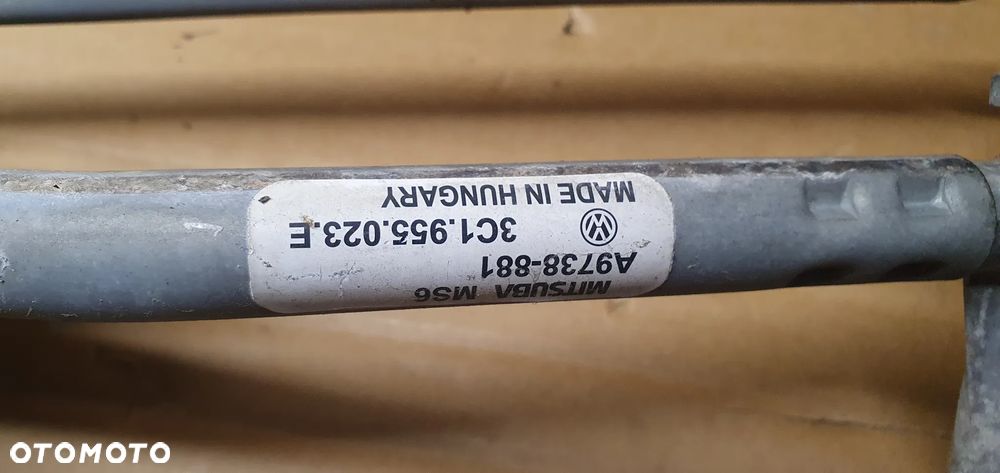 MITSUBA MS6
A9738-881
3C1.955.023.E
MADE IN HUNGARY
OTOMOTO